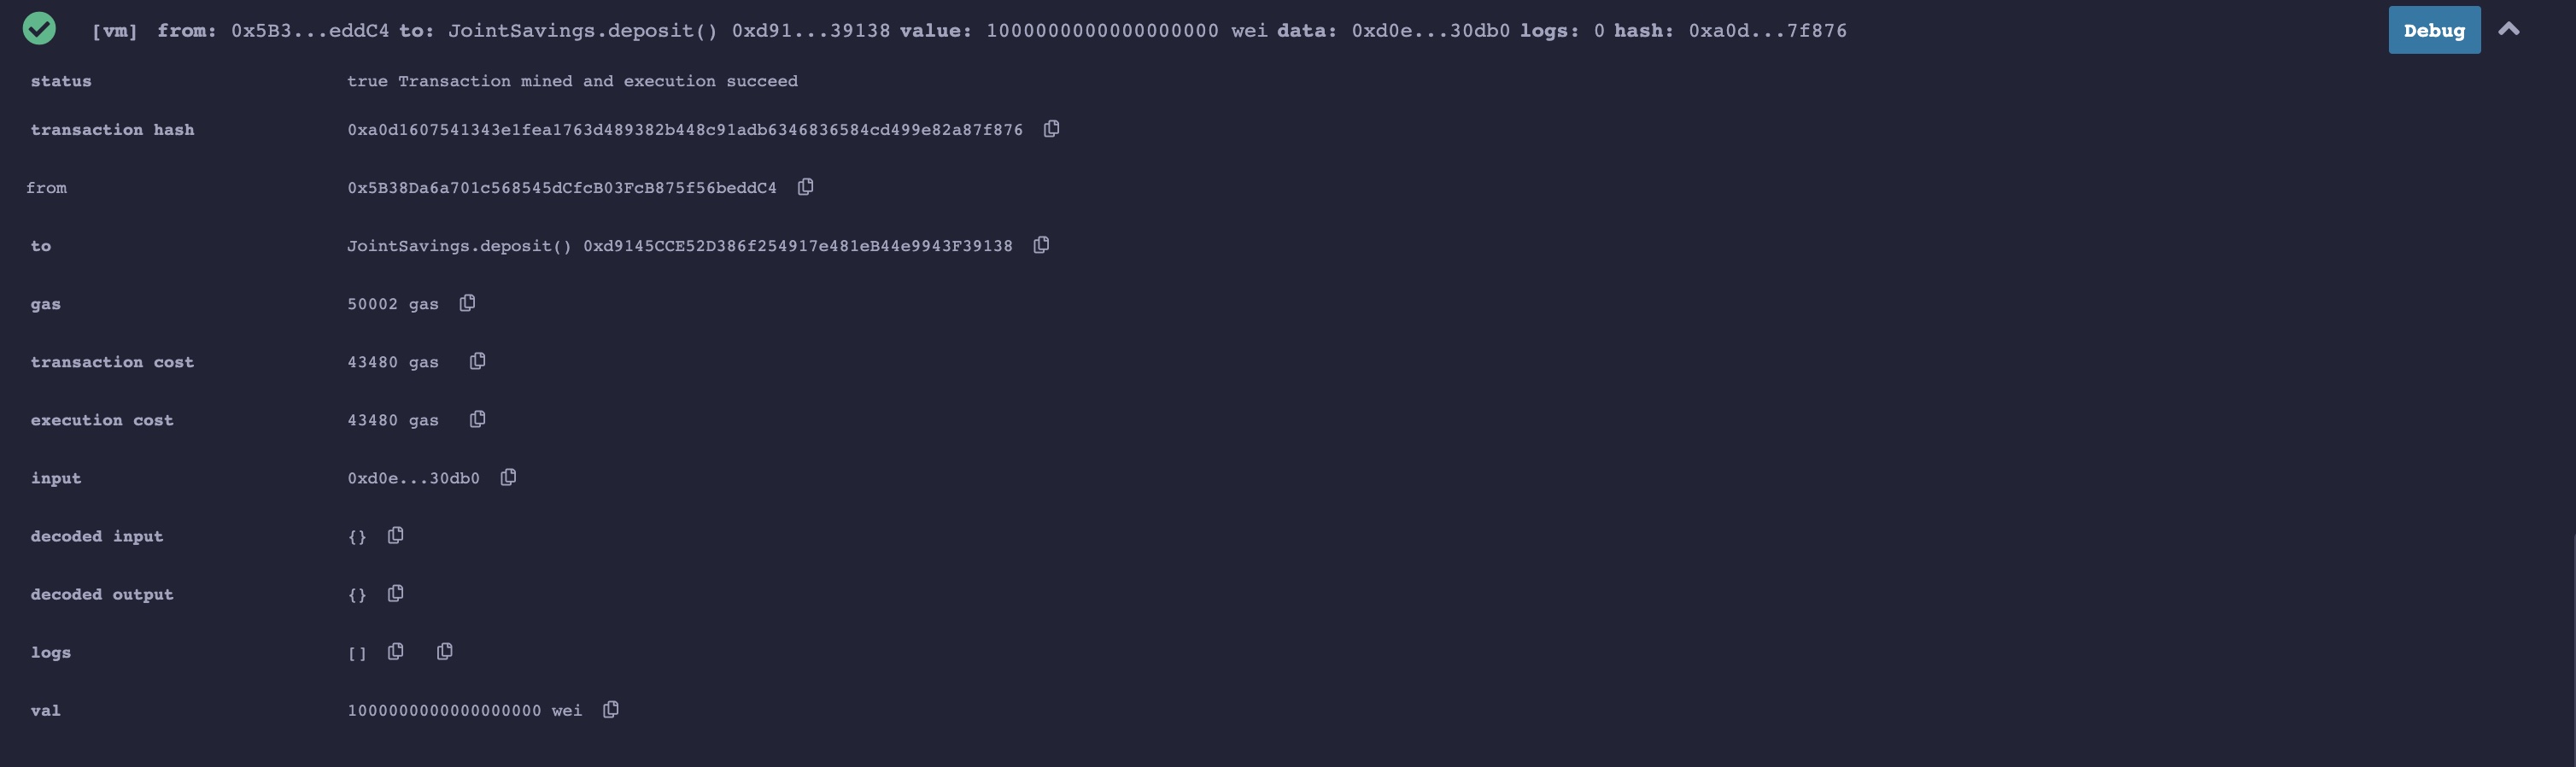 [vm] from: 0x5B3...eddC4 to: JointSavings.deposit() 0xd91...39138 value: 1000000000000000000 wei data: 0xd0e...30db0 logs: 0 hash: 0xa0d...7f876 Debug
status true Transaction mined and execution succeed
transaction hash 0xa0d1607541343e1fea1763d489382b448c91adb6346836584cd499e82a87f876
from 0x5B38Da6a701c568545dCfcB03FcB875f56beddC4
to JointSavings.deposit() 0xd9145CCE52D386f254917e481eB44e9943F39138
gas 50002 gas
transaction cost 43480 gas
execution cost 43480 gas
input 0xd0e...30db0
decoded input {}
decoded output {}
logs []
val 1000000000000000000 wei